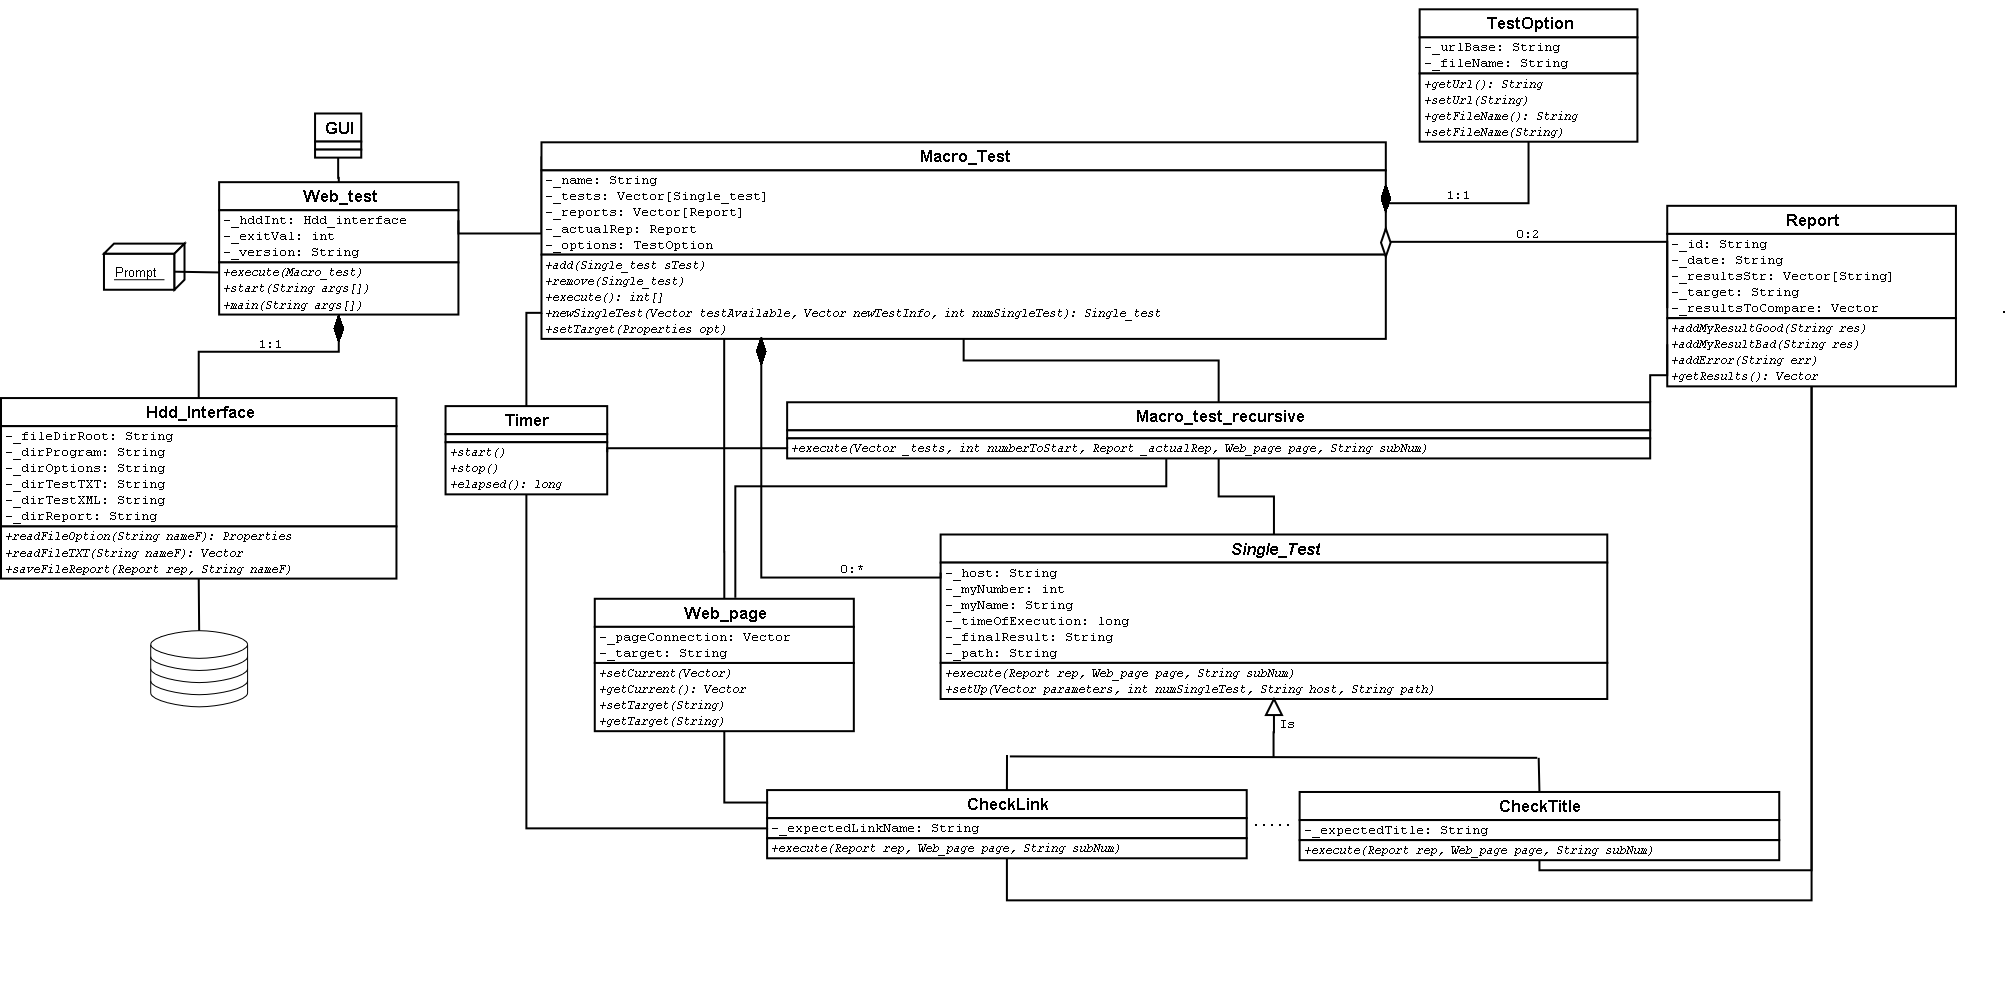 TestOption
-_urlBase: String
-_fileName: String
+getUrl(): String
+setUrl(String)
+getFileName(): String
+setFileName(String)
GUI
Web_test
-_hddInt: Hdd_interface
-_exitVal: int
-_version: String
+execute(Macro_test)
+start(String args[])
+main(String args[])
Prompt
1:1
Macro_Test
-_name: String
-_tests: Vector[Single_test]
-_reports: Vector[Report]
-_actualRep: Report
-_options: TestOption
+add(Single_test sTest)
+remove(Single_test)
+execute(): int[]
+newSingleTest(Vector testAvailable, Vector newTestInfo, int numSingleTest): Single_test
+setTarget(Properties opt)
1:1
0:2
Report
-_id: String
-_date: String
-_resultsStr: Vector[String]
-_target: String
-_resultsToCompare: Vector
+addMyResultGood(String res)
+addMyResultBad(String res)
+addError(String err)
+getResults(): Vector
Hdd_Interface
-_fileDirRoot: String
-_dirProgram: String
-_dirOptions: String
-_dirTestTXT: String
-_dirTestXML: String
-_dirReport: String
+readFileOption(String nameF): Properties
+readFileTXT(String nameF): Vector
+saveFileReport(Report rep, String nameF)
Timer
+start()
+stop()
+elapsed(): long
Macro_test_recursive
+execute(Vector _tests, int numberToStart, Report _actualRep, Web_page page, String subNum)
0:*
Single_Test
-_host: String
-_myNumber: int
-_myName: String
-_timeOfExecution: long
-_finalResult: String
-_path: String
+execute(Report rep, Web_page page, String subNum)
+setUp(Vector parameters, int numSingleTest, String host, String path)
Web_page
-_pageConnection: Vector
-_target: String
+setCurrent(Vector)
+getCurrent(): Vector
+setTarget(String)
+getTarget(String)
Is
CheckLink
-_expectedLinkName: String
+execute(Report rep, Web_page page, String subNum)
.....
CheckTitle
-_expectedTitle: String
+execute(Report rep, Web_page page, String subNum)